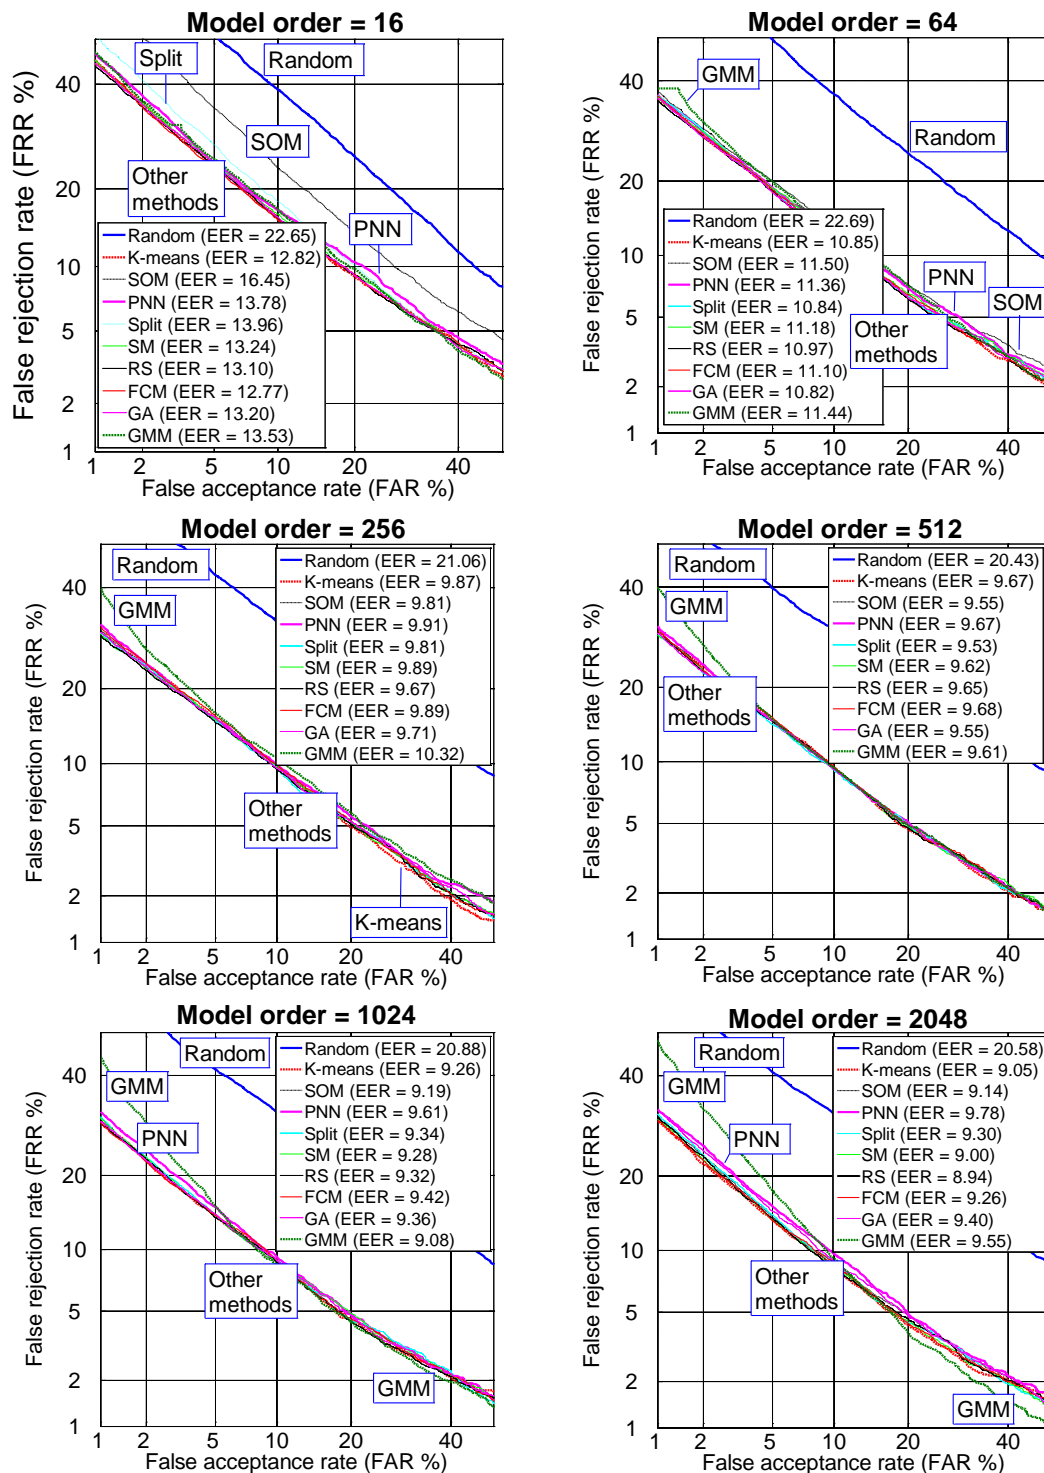 Model order = 16
False rejection rate (FRR %)
40
20
10
5
2
1
Split
Random
SOM
Other
methods
PNN
Random (EER = 22.65)
K-means (EER = 12.82)
SOM (EER = 16.45)
PNN (EER = 13.78)
Split (EER = 13.96)
SM (EER = 13.24)
RS (EER = 13.10)
FCM (EER = 12.77)
GA (EER = 13.20)
GMM (EER = 13.53)
1 2 5 10 20 40
False acceptance rate (FAR %)
Model order = 64
False rejection rate (FRR %)
40
20
10
5
2
1
GMM
Random
PNN
SOM
Other
methods
Random (EER = 22.69)
K-means (EER = 10.85)
SOM (EER = 11.50)
PNN (EER = 11.36)
Split (EER = 10.84)
SM (EER = 11.18)
RS (EER = 10.97)
FCM (EER = 11.10)
GA (EER = 10.82)
GMM (EER = 11.44)
1 2 5 10 20 40
False acceptance rate (FAR %)
Model order = 256
False rejection rate (FRR %)
40
20
10
5
2
1
Random
GMM
Other
methods
K-means
Random (EER = 21.06)
K-means (EER = 9.87)
SOM (EER = 9.81)
PNN (EER = 9.91)
Split (EER = 9.81)
SM (EER = 9.89)
RS (EER = 9.67)
FCM (EER = 9.89)
GA (EER = 9.71)
GMM (EER = 10.32)
1 2 5 10 20 40
False acceptance rate (FAR %)
Model order = 512
False rejection rate (FRR %)
40
20
10
5
2
1
Random
GMM
Other
methods
Random (EER = 20.43)
K-means (EER = 9.67)
SOM (EER = 9.55)
PNN (EER = 9.67)
Split (EER = 9.53)
SM (EER = 9.62)
RS (EER = 9.65)
FCM (EER = 9.68)
GA (EER = 9.55)
GMM (EER = 9.61)
1 2 5 10 20 40
False acceptance rate (FAR %)
Model order = 1024
False rejection rate (FRR %)
40
20
10
5
2
1
Random
GMM
PNN
Other
methods
GMM
Random (EER = 20.88)
K-means (EER = 9.26)
SOM (EER = 9.19)
PNN (EER = 9.61)
Split (EER = 9.34)
SM (EER = 9.28)
RS (EER = 9.32)
FCM (EER = 9.42)
GA (EER = 9.36)
GMM (EER = 9.08)
1 2 5 10 20 40
False acceptance rate (FAR %)
Model order = 2048
False rejection rate (FRR %)
40
20
10
5
2
1
Random
GMM
PNN
Other
methods
GMM
Random (EER = 20.58)
K-means (EER = 9.05)
SOM (EER = 9.14)
PNN (EER = 9.78)
Split (EER = 9.30)
SM (EER = 9.00)
RS (EER = 8.94)
FCM (EER = 9.26)
GA (EER = 9.40)
GMM (EER = 9.55)
1 2 5 10 20 40
False acceptance rate (FAR %)